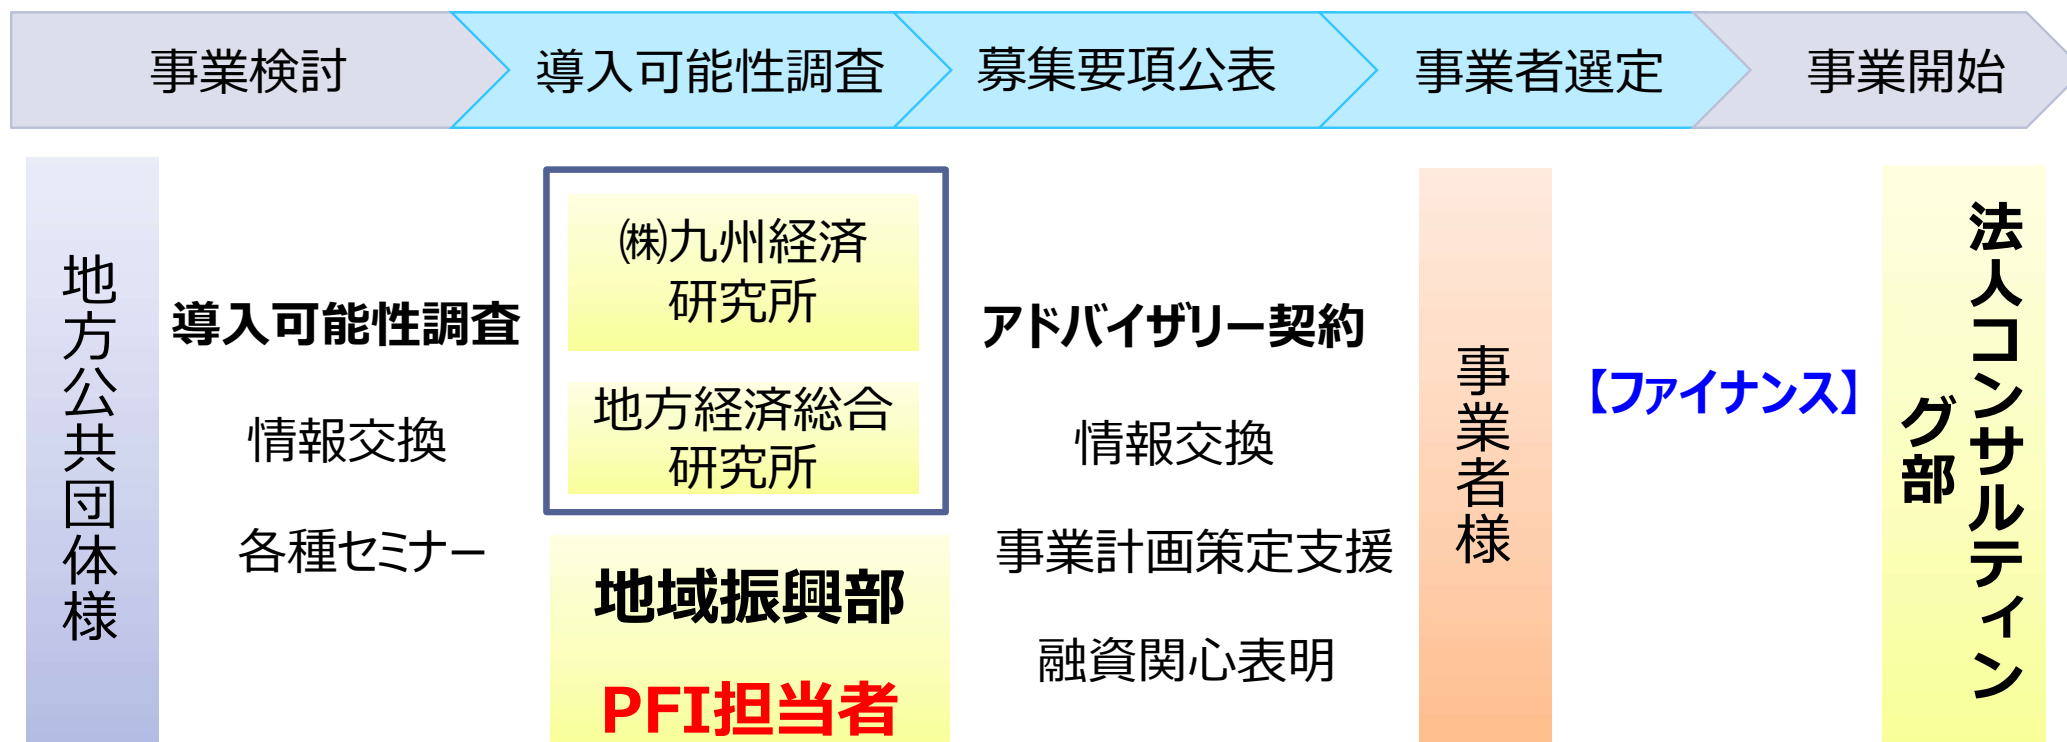 事業検討
導入可能性調査
募集要項公表
事業者選定
事業開始
地方公共団体様
導入可能性調査
情報交換
各種セミナー
㈱九州経済
研究所
地方経済総合
研究所
地域振興部
PFI担当者
アドバイザリー契約
情報交換
事業計画策定支援
融資関心表明
事業者様
【ファイナンス】
法人コンサルティン
グ部